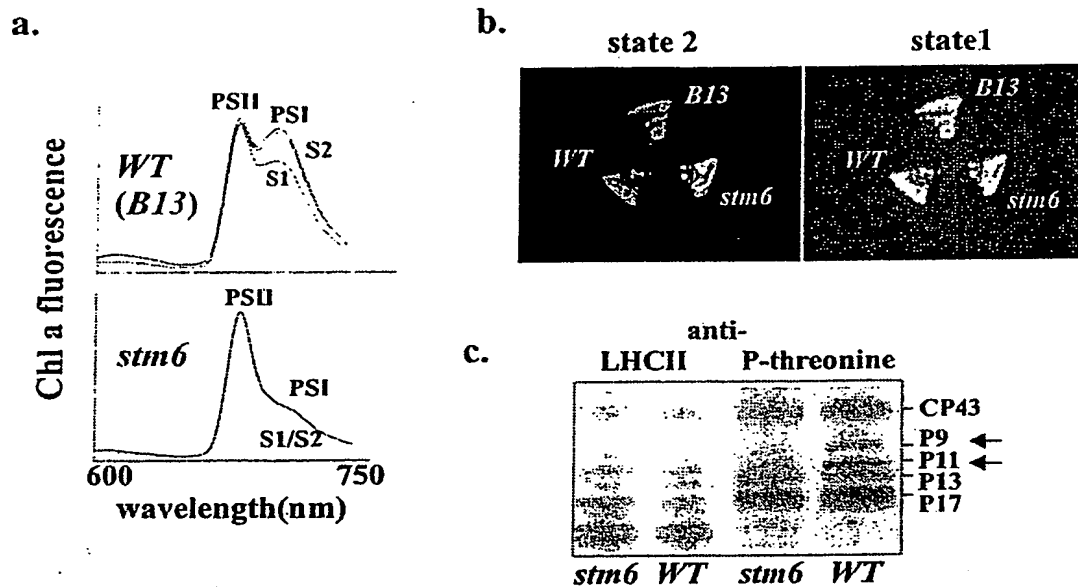 a.
Chl a fluorescence
WT
(B13)
PSII
PSI
S2
S1
stm6
PSII
PSI
S1/S2
600
750
wavelength(nm)
b.
state 2
state1
B13
WT
stm6
B13
WT
stm6
c.
anti-
LHCII
P-threonine
CP43
P9
P11
P13
P17
stm6 WT stm6 WT